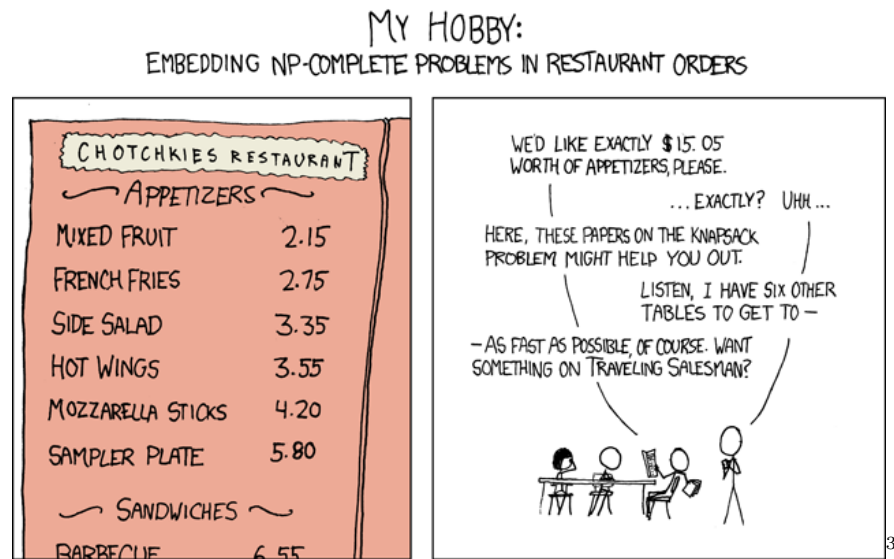 MY HOBBY:
EMBEDDING NP-COMPLETE PROBLEMS IN RESTAURANT ORDERS
CHOTCHKIES RESTAURANT
APPETIZERS
MIXED FRUIT 2.15
FRENCH FRIES 2.75
SIDE SALAD 3.35
HOT WINGS 3.55
MOZZARELLA STICKS 4.20
SAMPLER PLATE 5.80
SANDWICHES
BARBECUE 6.55
WE'D LIKE EXACTLY $15.05
WORTH OF APPETIZERS, PLEASE.
...EXACTLY? UHH...
HERE, THESE PAPERS ON THE KNAPSACK
PROBLEM MIGHT HELP YOU OUT.
LISTEN, I HAVE SIX OTHER
TABLES TO GET TO —
—AS FAST AS POSSIBLE, OF COURSE. WANT
SOMETHING ON TRAVELING SALESMAN?
3